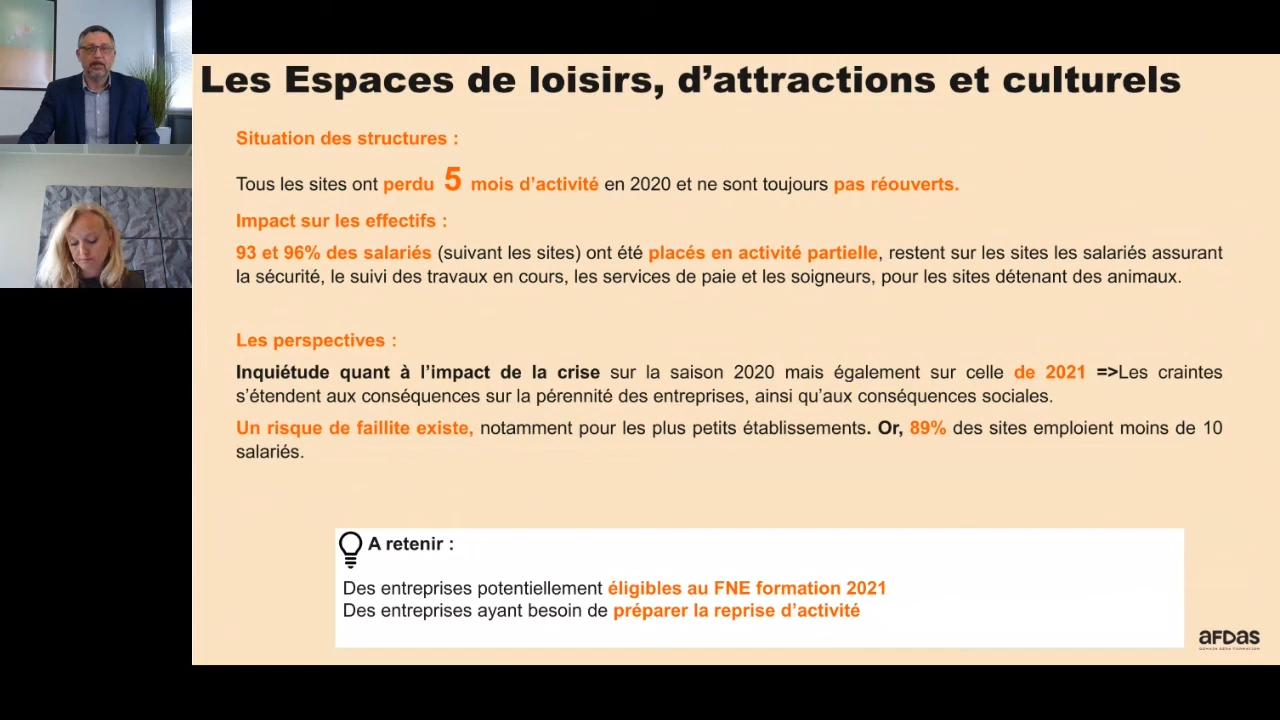 Les Espaces de loisirs, d’attractions et culturels
Situation des structures :
Tous les sites ont perdu 5 mois d’activité en 2020 et ne sont toujours pas réouverts.
Impact sur les effectifs :
93 et 96% des salariés (suivant les sites) ont été placés en activité partielle, restent sur les sites les salariés assurant
la sécurité, le suivi des travaux en cours, les services de paie et les soigneurs, pour les sites détenant des animaux.
Les perspectives :
Inquiétude quant à l’impact de la crise sur la saison 2020 mais également sur celle de 2021 =>Les craintes
s’étendent aux conséquences sur la pérennité des entreprises, ainsi qu’aux conséquences sociales.
Un risque de faillite existe, notamment pour les plus petits établissements. Or, 89% des sites emploient moins de 10
salariés.
A retenir :
Des entreprises potentiellement éligibles au FNE formation 2021
Des entreprises ayant besoin de préparer la reprise d’activité
AFDAS